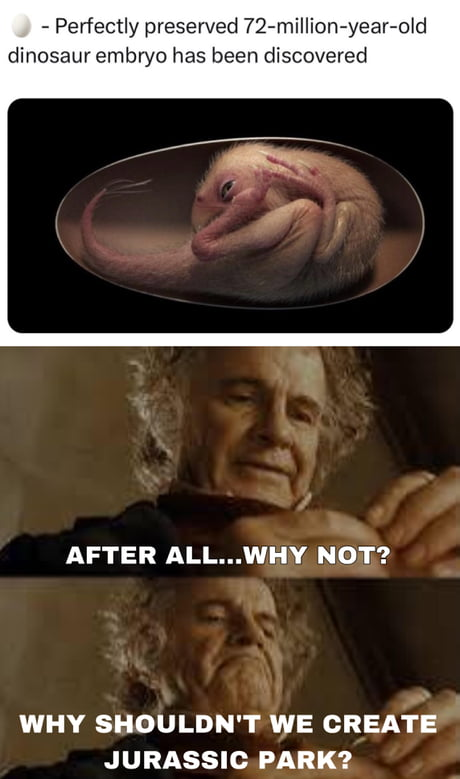 🥚 - Perfectly preserved 72-million-year-old
dinosaur embryo has been discovered
AFTER ALL...WHY NOT?
WHY SHOULDN'T WE CREATE
JURASSIC PARK?